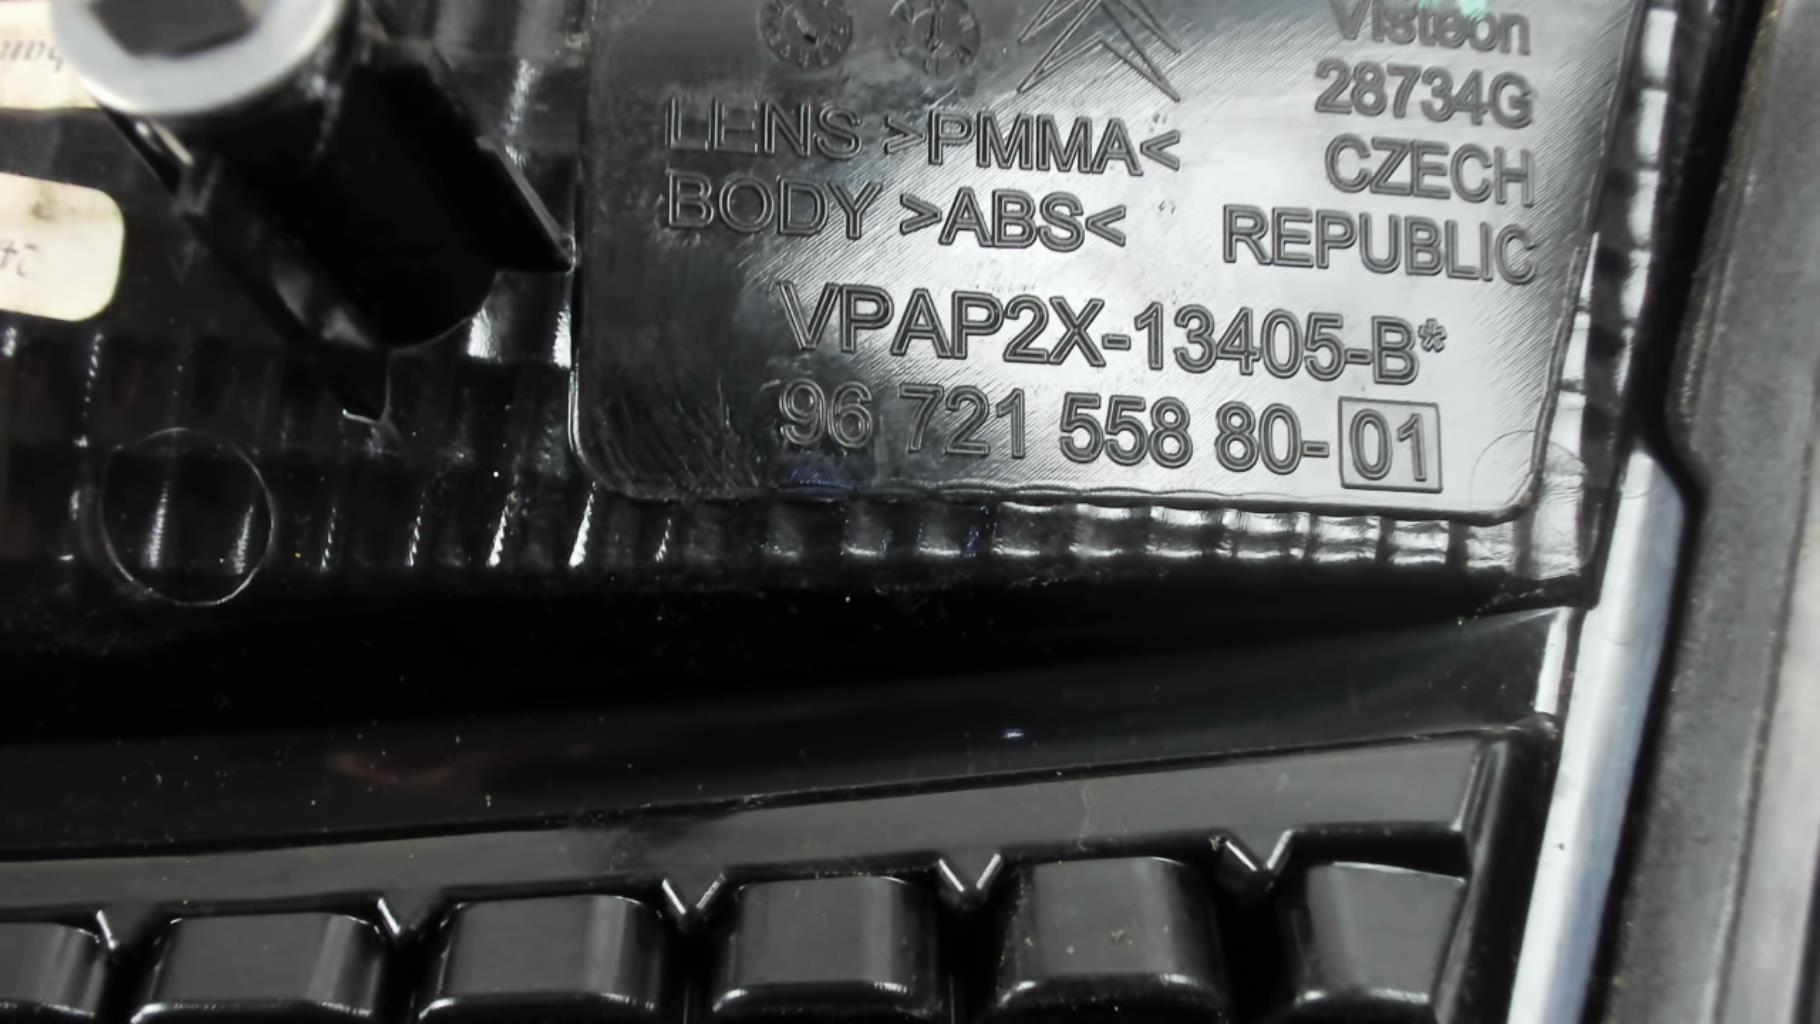 Visteon
28734G
LENS >PMMA<
CZECH
BODY >ABS<
REPUBLIC
VPAP2X-13405-B*
96 721 558 80-01